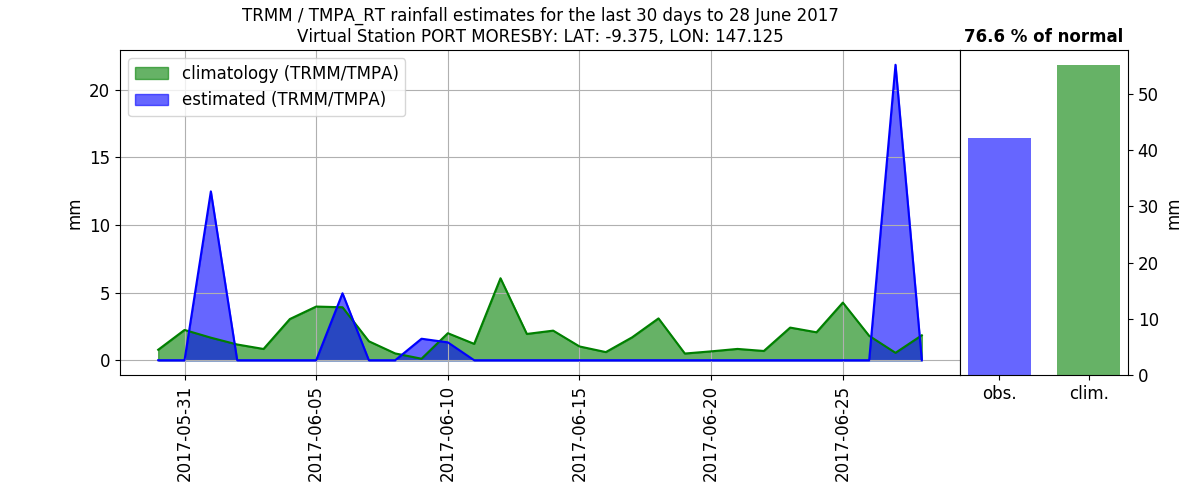 TRMM / TMPA_RT rainfall estimates for the last 30 days to 28 June 2017
Virtual Station PORT MORESBY: LAT: -9.375, LON: 147.125
76.6 % of normal
climatology (TRMM/TMPA)
estimated (TRMM/TMPA)
20
15
10
5
0
mm
2017-05-31
2017-06-05
2017-06-10
2017-06-15
2017-06-20
2017-06-25
50
40
30
20
10
0
mm
obs.
clim.